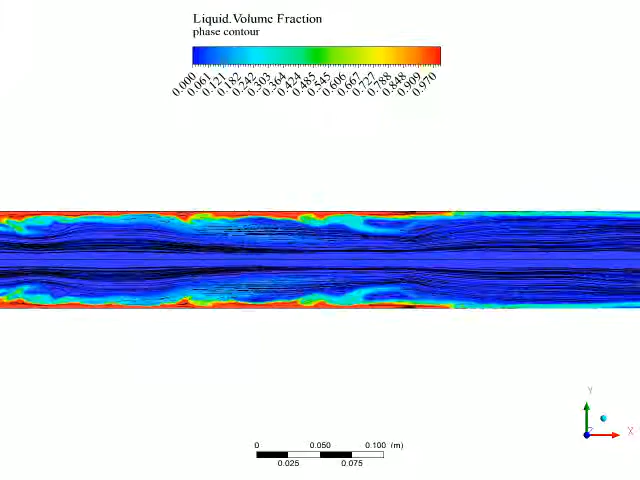 Liquid.Volume Fraction
phase contour
0.000 0.061 0.121 0.182 0.242 0.303 0.364 0.424 0.485 0.545 0.606 0.667 0.727 0.788 0.848 0.909 0.970
Y
Z X
0 0.050 0.100 (m)
0.025 0.075